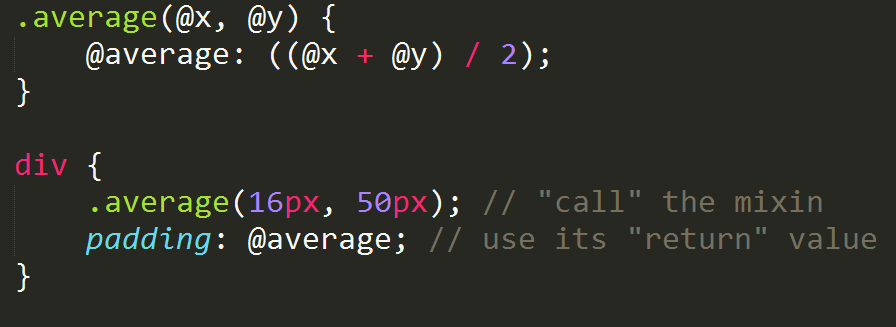 .average(@x, @y) {
    @average: ((@x + @y) / 2);
}

div {
    .average(16px, 50px); // "call" the mixin
    padding: @average; // use its "return" value
}